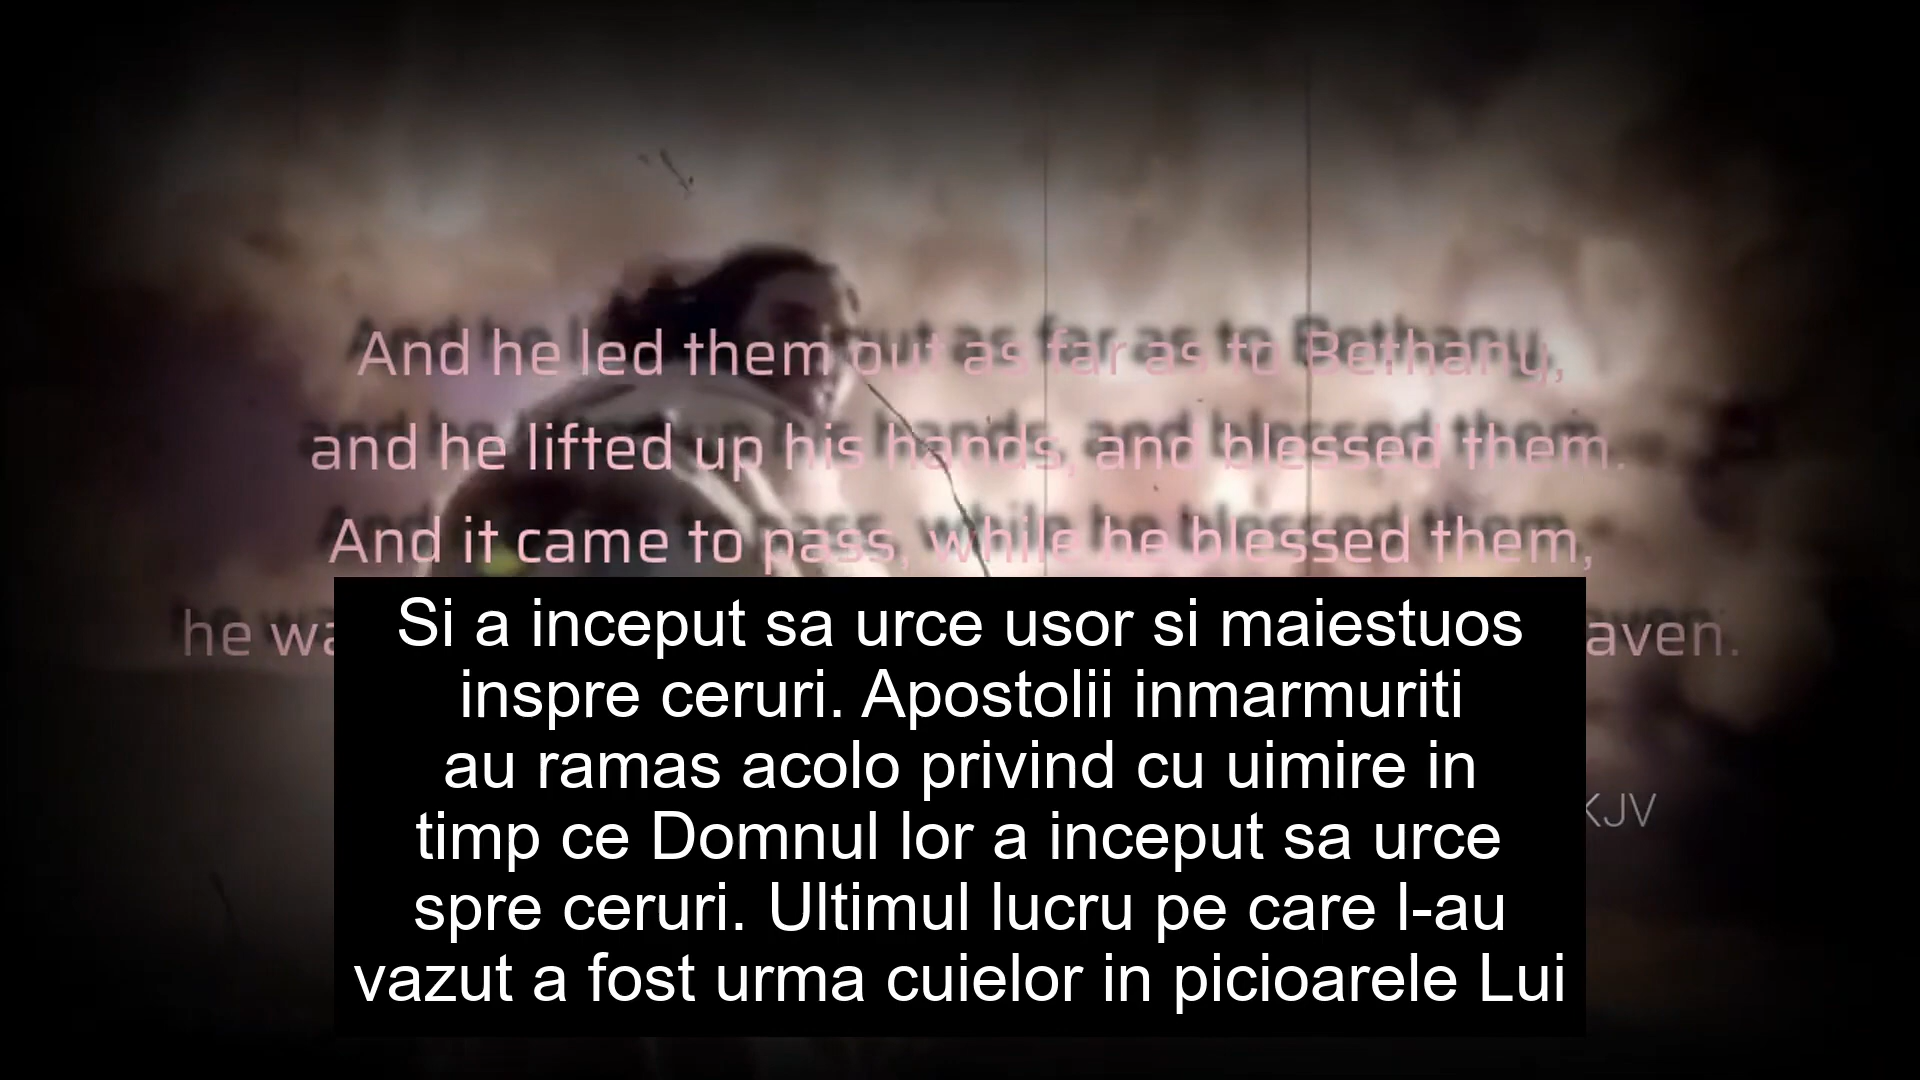 And he led them out as far as to Bethany,
and he lifted up his hands, and blessed them.
And it came to pass, while he blessed them,
he
Si a inceput sa urce usor si maiestuos
inspre ceruri. Apostolii inmarmuriti
au ramas acolo privind cu uimire in
timp ce Domnul lor a inceput sa urce
spre ceruri. Ultimul lucru pe care l-au
vazut a fost urma cuielor in picioarele Lui
KJV